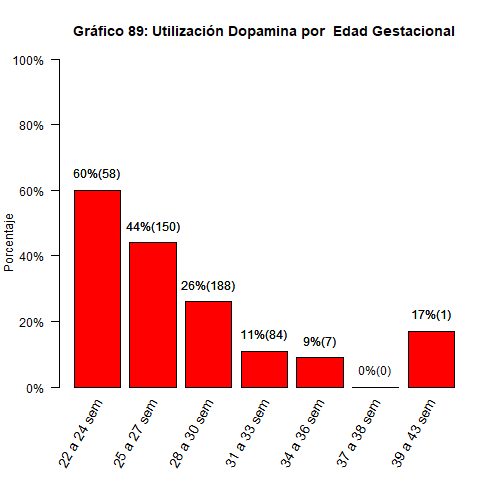 Gráfico 89: Utilización Dopamina por  Edad Gestacional
Porcentaje
100%
80%
60%
40%
20%
0%
60%(58)
44%(150)
26%(188)
11%(84)
9%(7)
0%(0)
17%(1)
22 a 24 sem
25 a 27 sem
28 a 30 sem
31 a 33 sem
34 a 36 sem
37 a 38 sem
39 a 43 sem